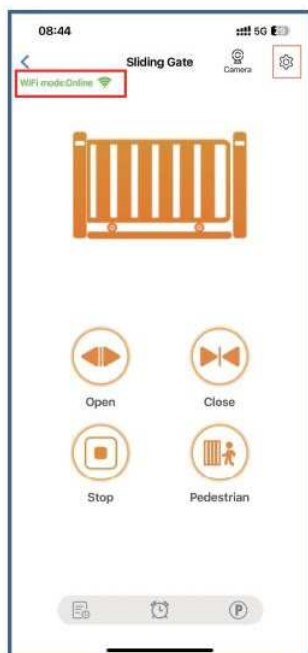 08:44 5G
Sliding Gate
Camera
WiFi mode:Online
Open Close
Stop Pedestrian
P